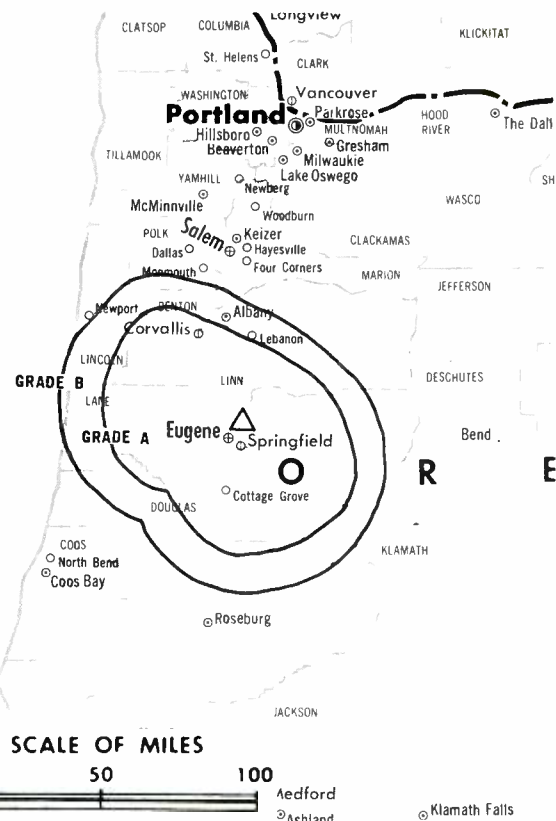 Longview
CLATSOP
COLUMBIA
KLICKITAT
St. Helens
CLARK
WASHINGTON
Vancouver
Portland
Parkrose
HOOD
RIVER
The Dall
Hillsboro
MULTNOMAH
Beaverton
Gresham
TILLAMOOK
Milwaukie
Lake Oswego
YAMHILL
Newberg
SH
McMinnville
Woodburn
WASCO
POLK
Salem
Keizer
Dallas
Hayesville
CLACKAMAS
Monmouth
Four Corners
MARION
JEFFERSON
Newport
BENTON
Albany
Corvallis
Lebanon
LINCOLN
GRADE B
LINN
DESCHUTES
LANE
Eugene
GRADE A
Springfield
Bend
O R E
Cottage Grove
DOUGLAS
COOS
North Bend
KLAMATH
Coos Bay
Roseburg
JACKSON
SCALE OF MILES
50 100
Medford
Ashland
Klamath Falls